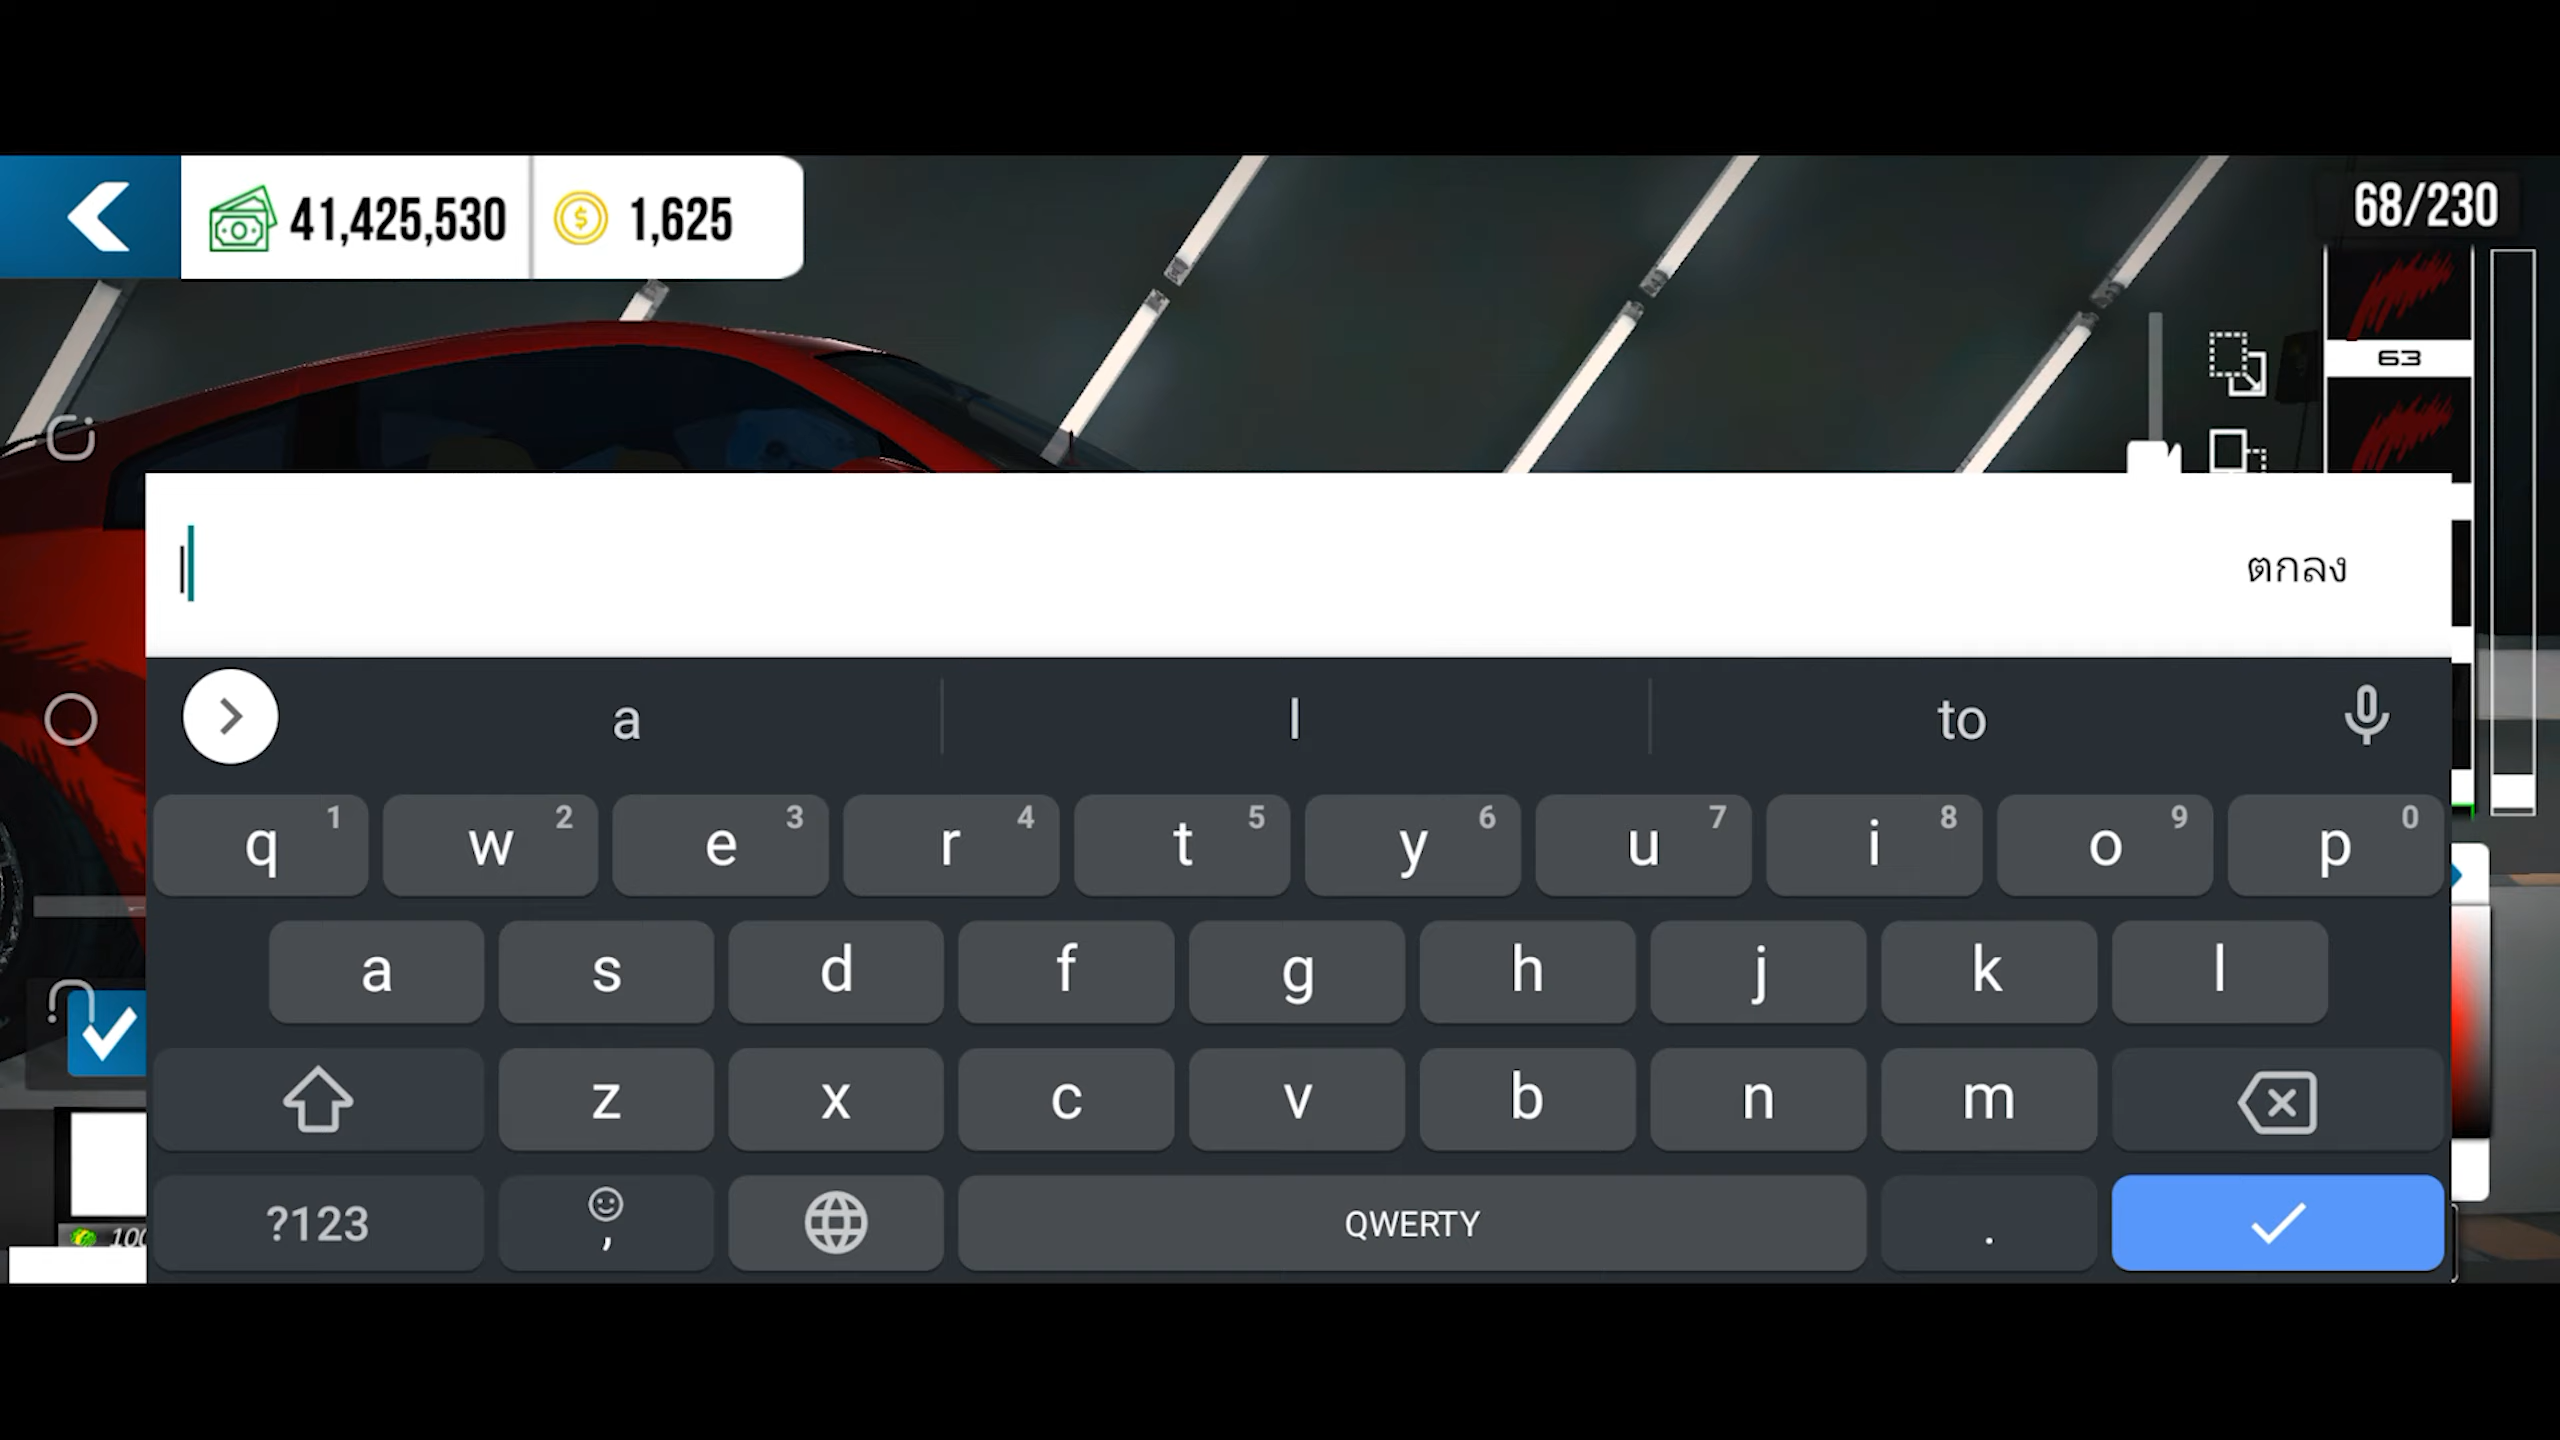 41,425,530 1,625
68/230
63
l ตกลง
a l to
q 1 w 2 e 3 r 4 t 5 y 6 u 7 i 8 o 9 p 0
a s d f g h j k l
z x c v b n m
?123 , QWERTY .
100